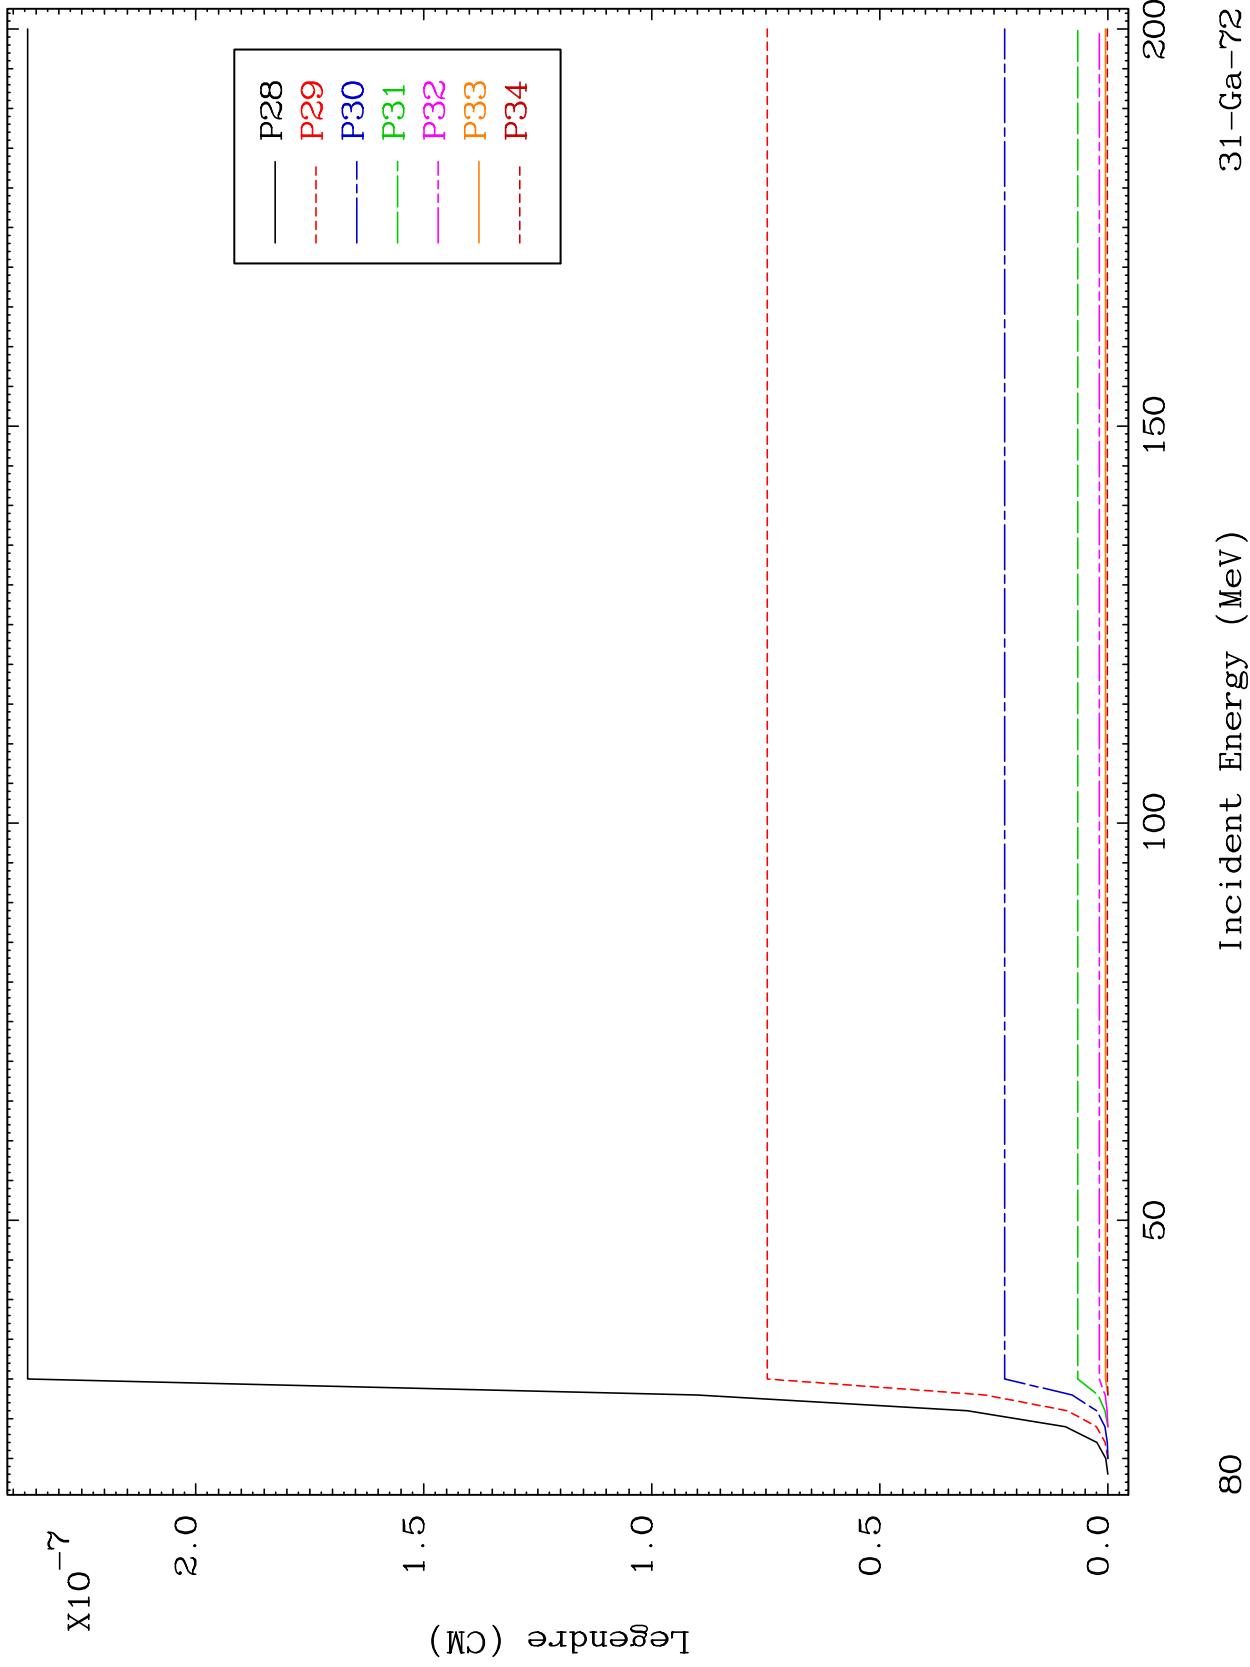 X10-7
2.0
1.5
1.0
0.5
0.0
Legendre (CM)
P28
P29
P30
P31
P32
P33
P34
50
100
150
200
Incident Energy (MeV)
80
31-Ga-72